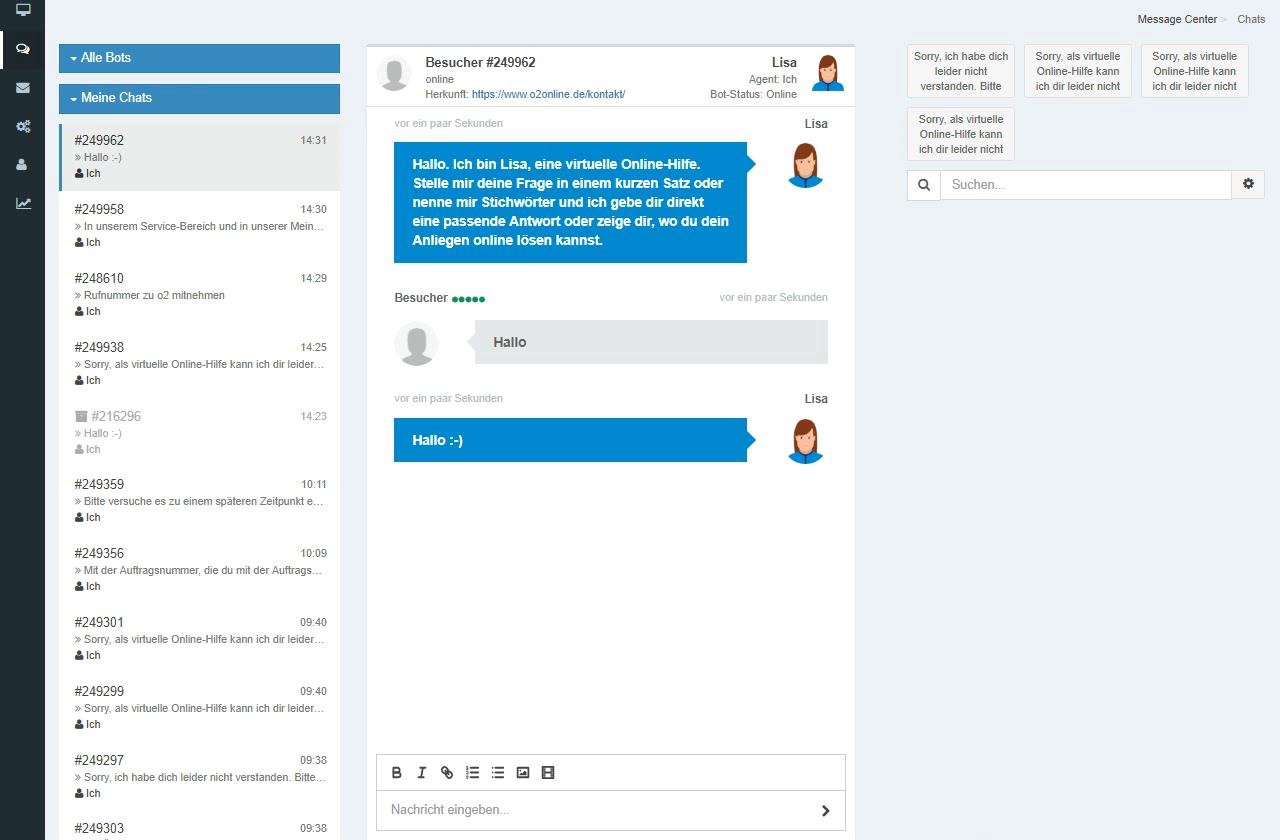 Message Center > Chats
Alle Bots
Meine Chats
#249962 14:31
» Hallo :-)
Ich
#249958 14:30
» In unserem Service-Bereich und in unserer Mein...
Ich
#248610 14:29
» Rufnummer zu o2 mitnehmen
Ich
#249938 14:25
» Sorry, als virtuelle Online-Hilfe kann ich dir leider...
Ich
#216296 14:23
» Hallo :-)
Ich
#249359 10:11
» Bitte versuche es zu einem späteren Zeitpunkt e...
Ich
#249356 10:09
» Mit der Auftragsnummer, die du mit der Auftrags...
Ich
#249301 09:40
» Sorry, als virtuelle Online-Hilfe kann ich dir leider...
Ich
#249299 09:40
» Sorry, als virtuelle Online-Hilfe kann ich dir leider...
Ich
#249297 09:38
» Sorry, ich habe dich leider nicht verstanden. Bitte...
Ich
#249303 09:38
Besucher #249962 Lisa
online Agent: Ich
Herkunft: https://www.o2online.de/kontakt/ Bot-Status: Online
vor ein paar Sekunden Lisa
Hallo. Ich bin Lisa, eine virtuelle Online-Hilfe.
Stelle mir deine Frage in einem kurzen Satz oder
nenne mir Stichwörter und ich gebe dir direkt
eine passende Antwort oder zeige dir, wo du dein
Anliegen online lösen kannst.
Besucher vor ein paar Sekunden
Hallo
vor ein paar Sekunden Lisa
Hallo :-)
B I
Nachricht eingeben...
Sorry, ich habe dich
leider nicht
verstanden. Bitte
Sorry, als virtuelle
Online-Hilfe kann
ich dir leider nicht
Sorry, als virtuelle
Online-Hilfe kann
ich dir leider nicht
Sorry, als virtuelle
Online-Hilfe kann
ich dir leider nicht
Suchen...